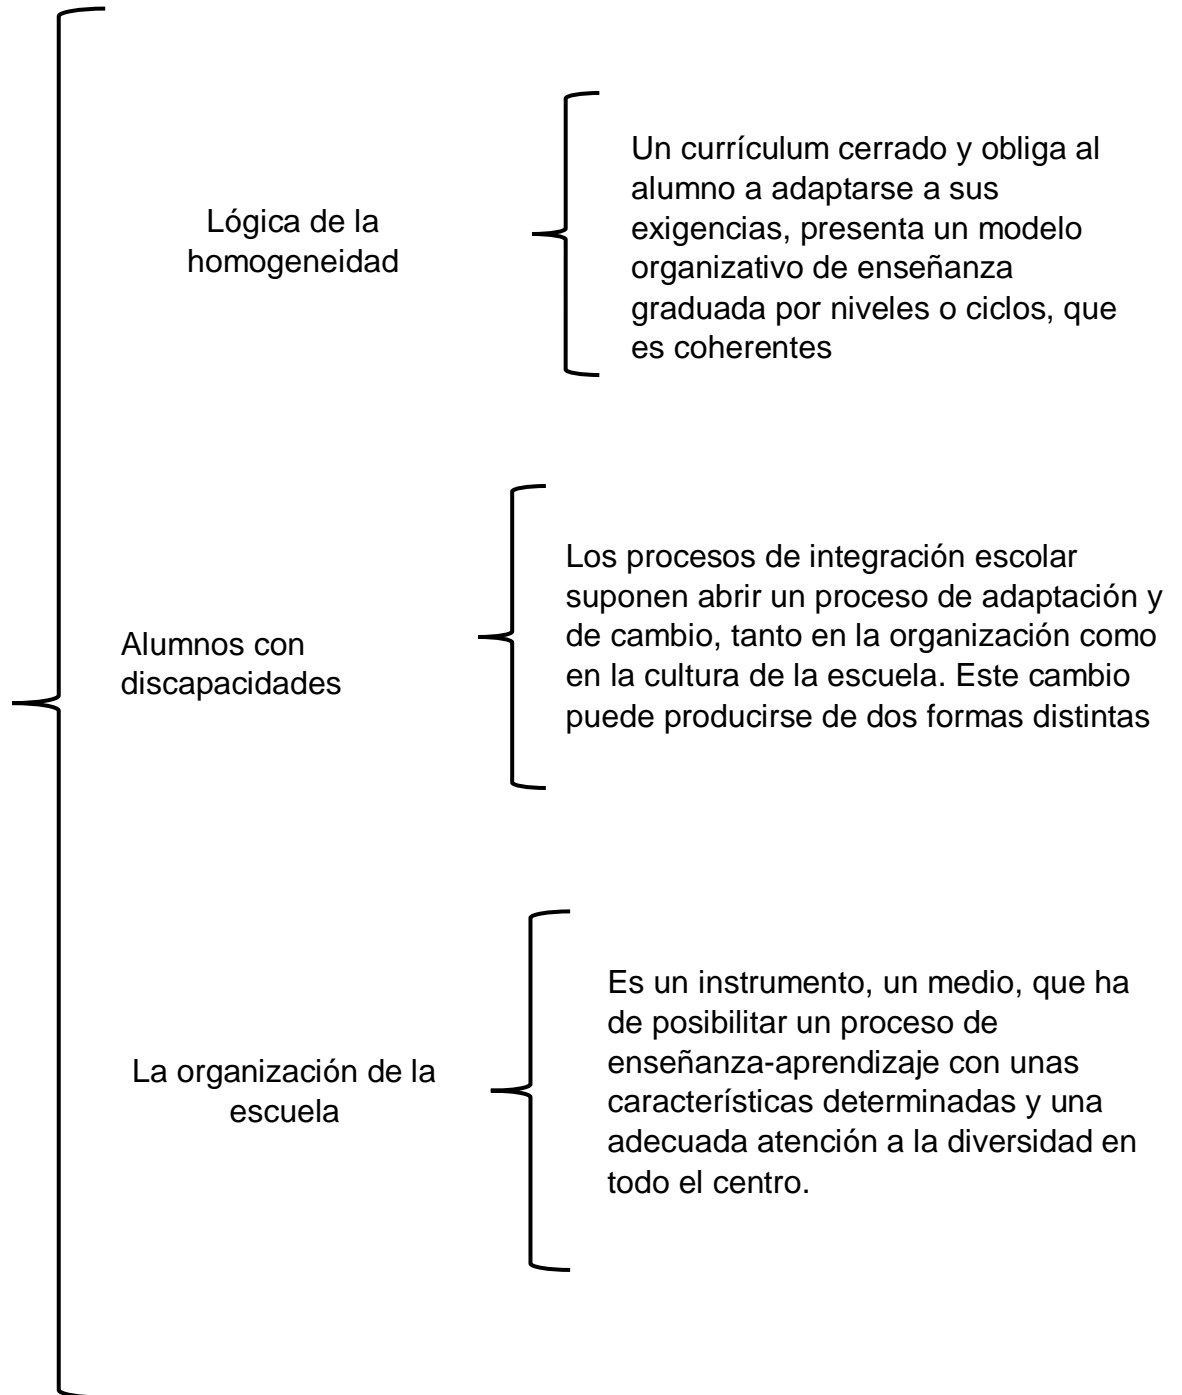 Lógica de la
homogeneidad
Un currículum cerrado y obliga al
alumno a adaptarse a sus
exigencias, presenta un modelo
organizativo de enseñanza
graduada por niveles o ciclos, que
es coherentes
Alumnos con
discapacidades
Los procesos de integración escolar
suponen abrir un proceso de adaptación y
de cambio, tanto en la organización como
en la cultura de la escuela. Este cambio
puede producirse de dos formas distintas
La organización de la
escuela
Es un instrumento, un medio, que ha
de posibilitar un proceso de
enseñanza-aprendizaje con unas
características determinadas y una
adecuada atención a la diversidad en
todo el centro.